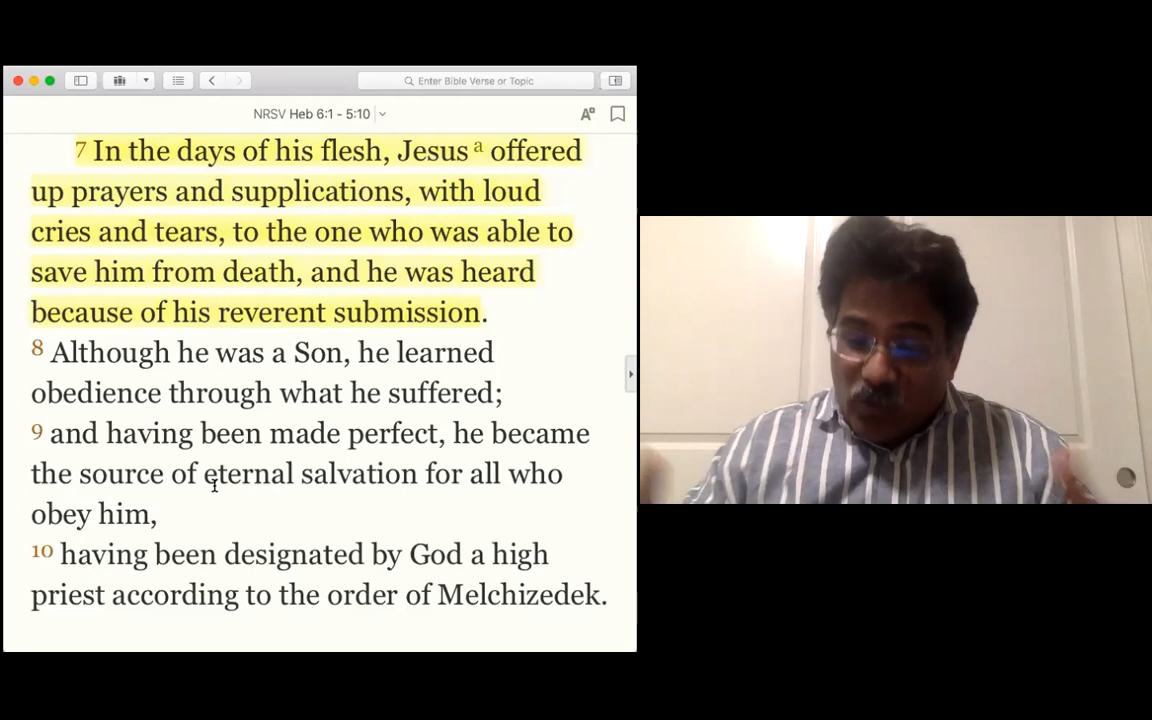 Enter Bible Verse or Topic
NRSV Heb 6:1 - 5:10
7 In the days of his flesh, Jesus a offered
up prayers and supplications, with loud
cries and tears, to the one who was able to
save him from death, and he was heard
because of his reverent submission.
8 Although he was a Son, he learned
obedience through what he suffered;
9 and having been made perfect, he became
the source of eternal salvation for all who
obey him,
10 having been designated by God a high
priest according to the order of Melchizedek.